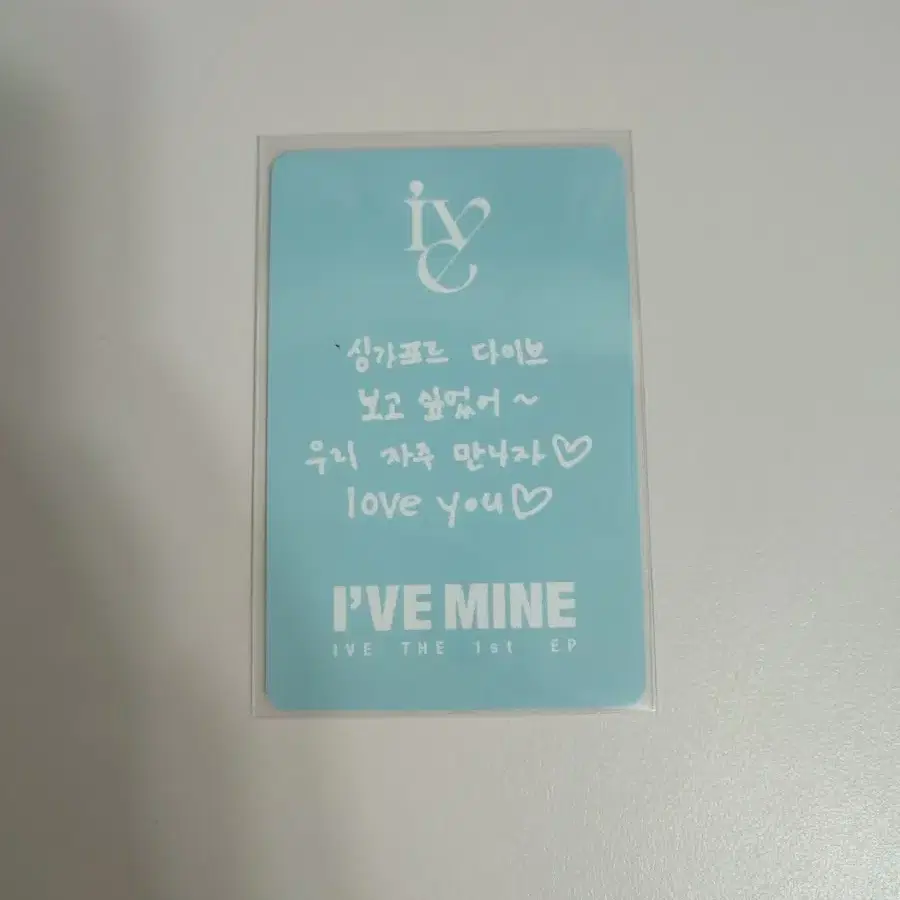 ive
싱가포르 다이브
보고 싶었어~
우리 자주 만나자♡
love you♡
I'VE MINE
IVE THE 1st EP